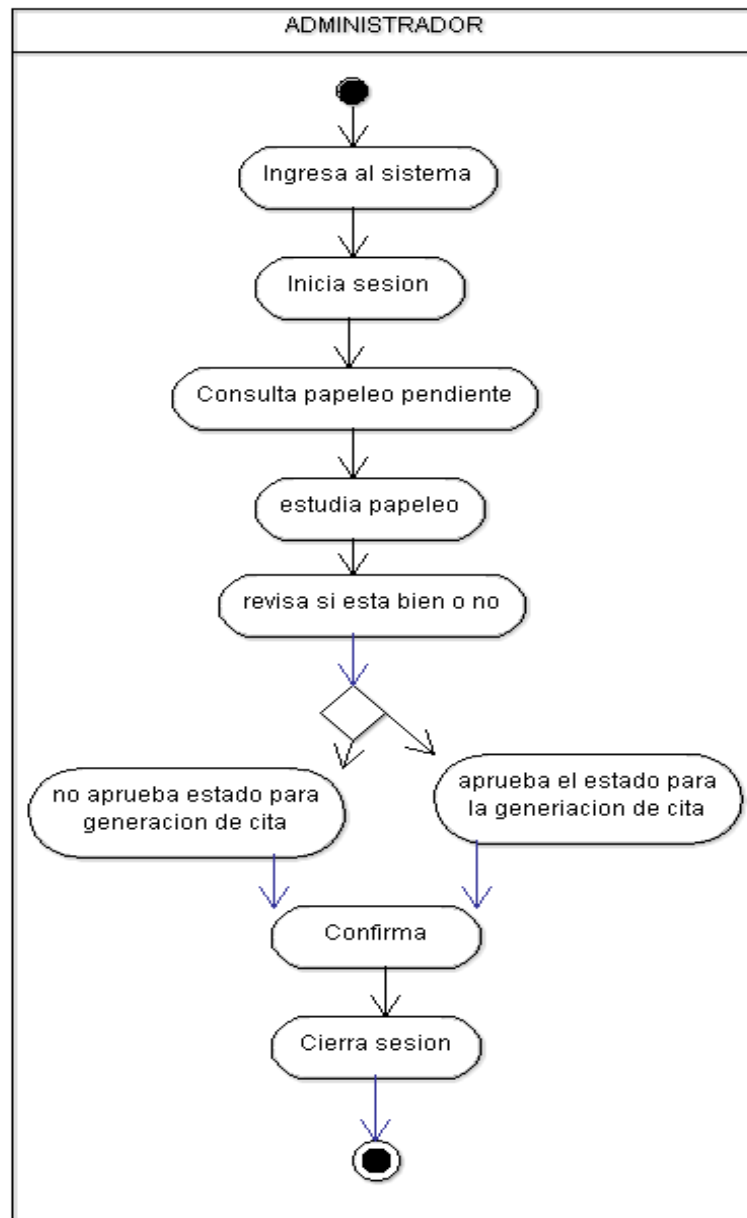 ADMINISTRADOR
Ingresa al sistema
Inicia sesion
Consulta papeleo pendiente
estudia papeleo
revisa si esta bien o no
no aprueba estado para
generacion de cita
aprueba el estado para
la generiacion de cita
Confirma
Cierra sesion